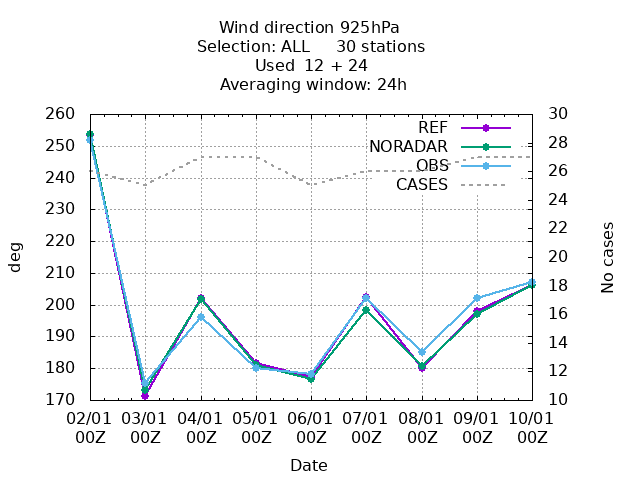 Wind direction 925hPa
Selection: ALL     30 stations
Used  12 + 24
Averaging window: 24h
deg
260
250
240
230
220
210
200
190
180
170
REF
NORADAR
OBS
CASES
30
28
26
24
22
20
18
16
14
12
10
No cases
02/01 03/01 04/01 05/01 06/01 07/01 08/01 09/01 10/01
00Z 00Z 00Z 00Z 00Z 00Z 00Z 00Z 00Z
Date